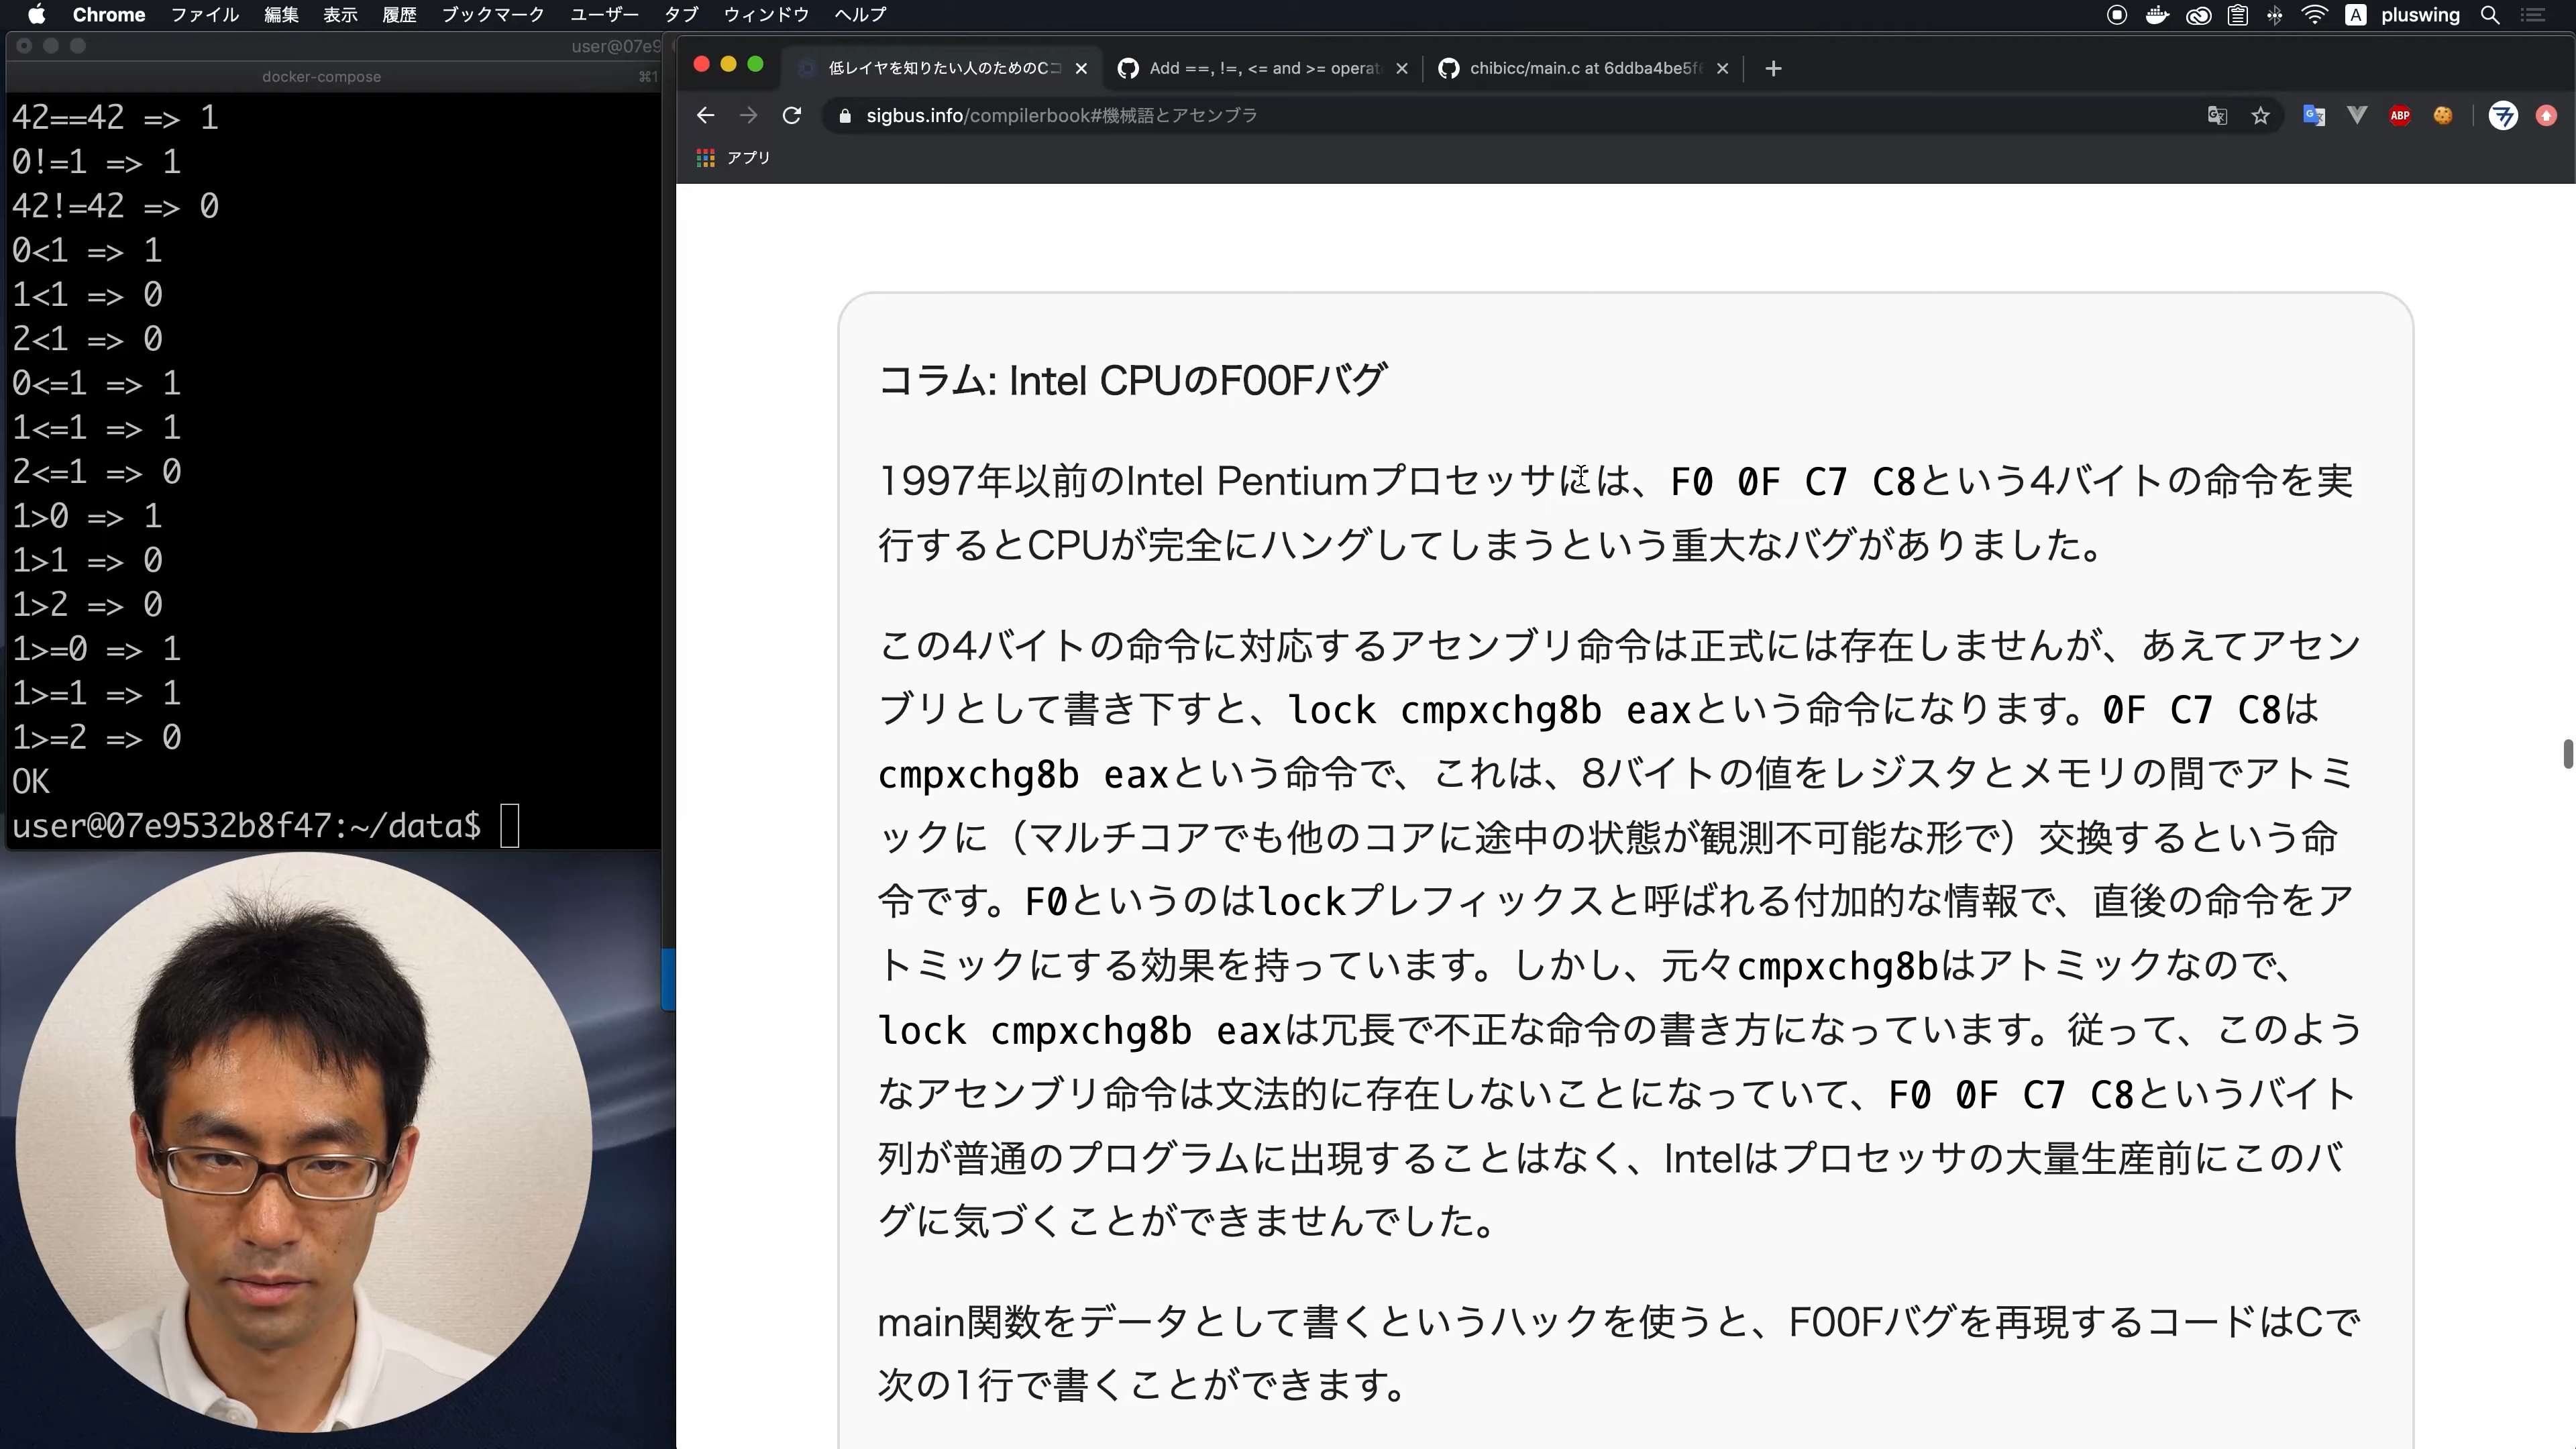 Chrome ファイル 編集 表示 履歴 ブックマーク ユーザー タブ ウィンドウ ヘルプ
A pluswing
user@07e9
docker-compose ⌘1
42==42 => 1
0!=1 => 1
42!=42 => 0
0<1 => 1
1<1 => 0
2<1 => 0
0<=1 => 1
1<=1 => 1
2<=1 => 0
1>0 => 1
1>1 => 0
1>2 => 0
1>=0 => 1
1>=1 => 1
1>=2 => 0
OK
user@07e9532b8f47:~/data$
低レイヤを知りたい人のためのCコ
Add ==, !=, <= and >= operat
chibicc/main.c at 6ddba4be5f
sigbus.info/compilerbook#機械語とアセンブラ
ABP
アプリ
コラム: Intel CPUのF00Fバグ
1997年以前のIntel Pentiumプロセッサには、F0 0F C7 C8という4バイトの命令を実
行するとCPUが完全にハングしてしまうという重大なバグがありました。
この4バイトの命令に対応するアセンブリ命令は正式には存在しませんが、あえてアセン
ブリとして書き下すと、lock cmpxchg8b eaxという命令になります。0F C7 C8は
cmpxchg8b eaxという命令で、これは、8バイトの値をレジスタとメモリの間でアトミ
ックに（マルチコアでも他のコアに途中の状態が観測不可能な形で）交換するという命
令です。F0というのはlockプレフィックスと呼ばれる付加的な情報で、直後の命令をア
トミックにする効果を持っています。しかし、元々cmpxchg8bはアトミックなので、
lock cmpxchg8b eaxは冗長で不正な命令の書き方になっています。従って、このよう
なアセンブリ命令は文法的に存在しないことになっていて、F0 0F C7 C8というバイト
列が普通のプログラムに出現することはなく、Intelはプロセッサの大量生産前にこのバ
グに気づくことができませんでした。
main関数をデータとして書くというハックを使うと、F00Fバグを再現するコードはCで
次の1行で書くことができます。